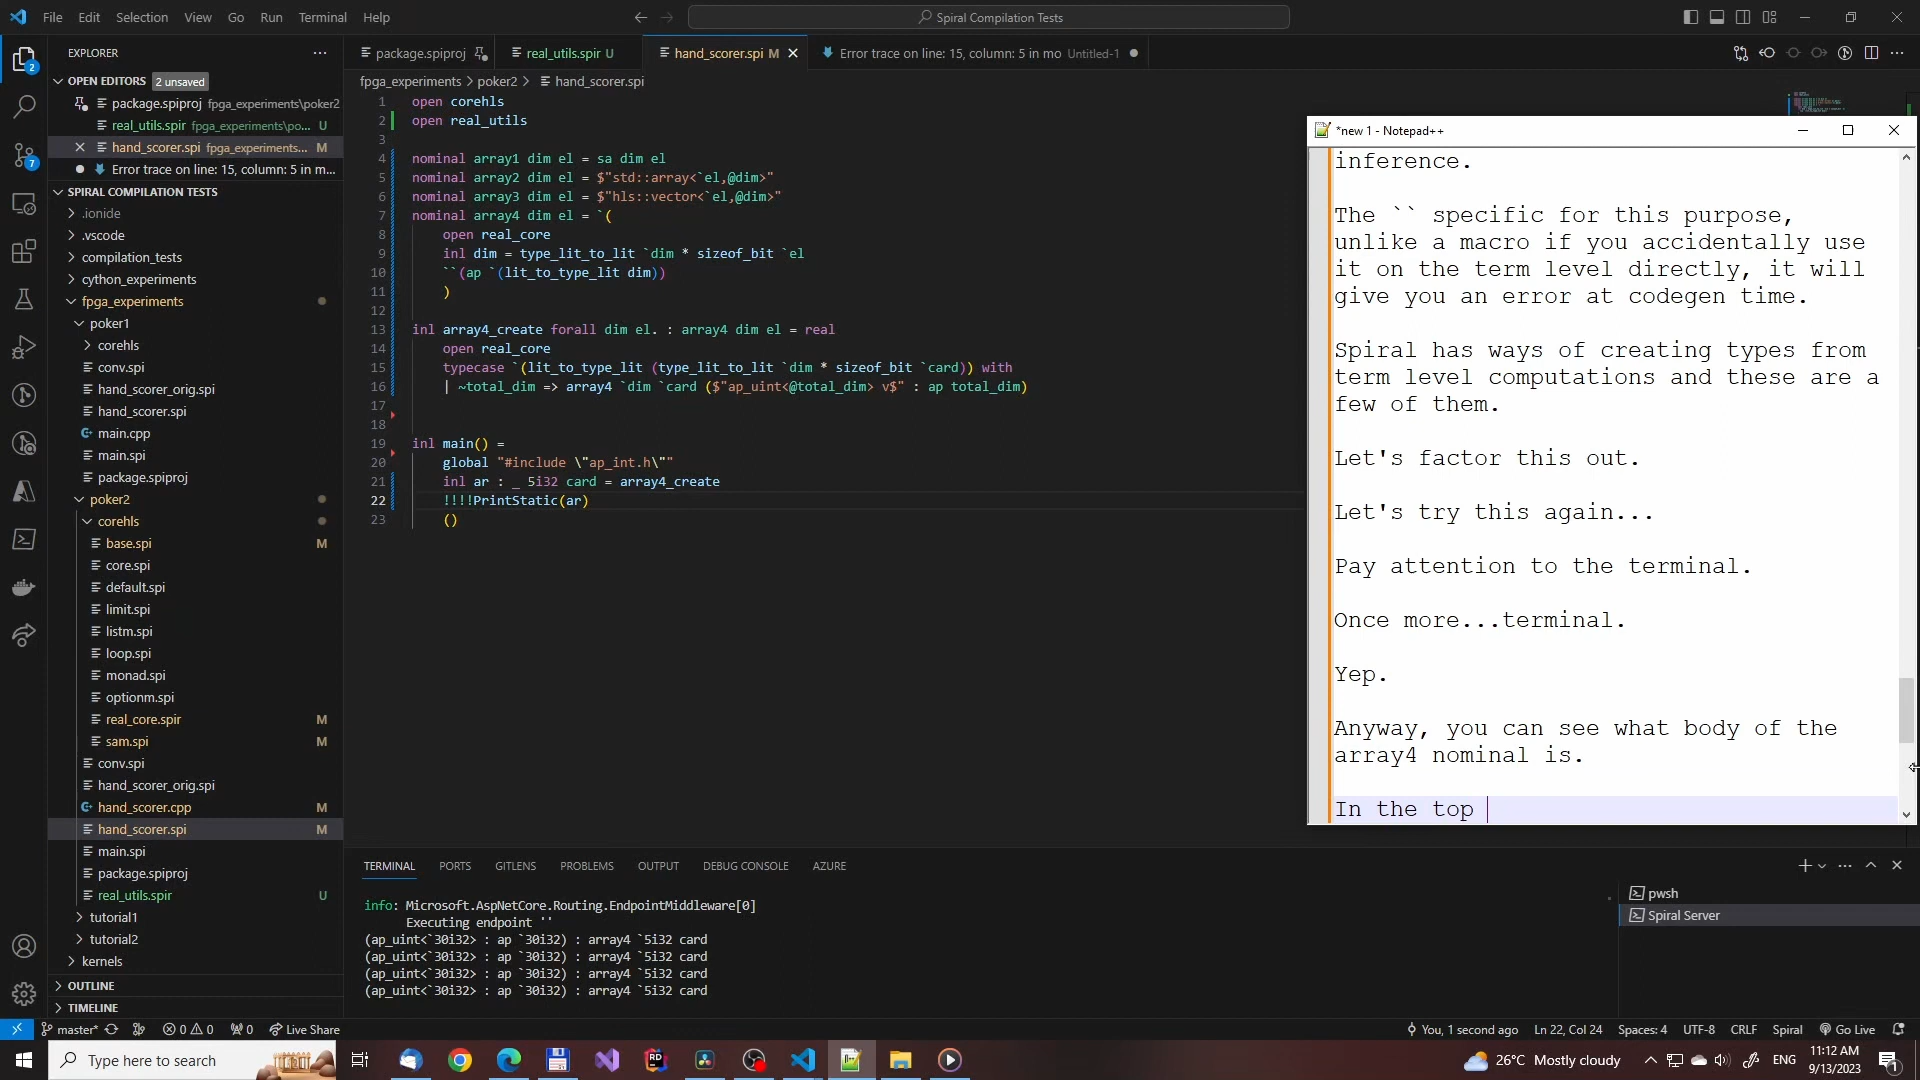 File Edit Selection View Go Run Terminal Help
Spiral Compilation Tests
EXPLORER
OPEN EDITORS 2 unsaved
package.spiproj fpga_experiments\poker2
real_utils.spir fpga_experiments\po... U
hand_scorer.spi fpga_experiments... M
Error trace on line: 15, column: 5 in m...
SPIRAL COMPILATION TESTS
.ionide
.vscode
compilation_tests
cython_experiments
fpga_experiments
poker1
corehls
conv.spi
hand_scorer_orig.spi
hand_scorer.spi
main.cpp
main.spi
package.spiproj
poker2
corehls
base.spi M
core.spi
default.spi
limit.spi
listm.spi
loop.spi
monad.spi
optionm.spi
real_core.spir M
sam.spi M
conv.spi
hand_scorer_orig.spi
hand_scorer.cpp M
hand_scorer.spi M
main.spi
package.spiproj
real_utils.spir U
tutorial1
tutorial2
kernels
OUTLINE
TIMELINE
package.spiproj real_utils.spir U hand_scorer.spi M Error trace on line: 15, column: 5 in mo Untitled-1
fpga_experiments > poker2 > hand_scorer.spi
1 open corehls
2 open real_utils
3
4 nominal array1 dim el = sa dim el
5 nominal array2 dim el = $"std::array<`el,@dim>"
6 nominal array3 dim el = $"hls::vector<`el,@dim>"
7 nominal array4 dim el = `(
8 open real_core
9 inl dim = type_lit_to_lit `dim * sizeof_bit `el
10 ``(ap `(lit_to_type_lit dim))
11 )
12
13 inl array4_create forall dim el. : array4 dim el = real
14 open real_core
15 typecase `(lit_to_type_lit (type_lit_to_lit `dim * sizeof_bit `card)) with
16 | ~total_dim => array4 `dim `card ($"ap_uint<@total_dim> v$" : ap total_dim)
17
18
19 inl main() =
20 global "#include \"ap_int.h\""
21 inl ar : _ 5i32 card = array4_create
22 !!!!PrintStatic(ar)
23 ()
*new 1 - Notepad++
inference.
The `` specific for this purpose,
unlike a macro if you accidentally use
it on the term level directly, it will
give you an error at codegen time.
Spiral has ways of creating types from
term level computations and these are a
few of them.
Let's factor this out.
Let's try this again...
Pay attention to the terminal.
Once more...terminal.
Yep.
Anyway, you can see what body of the
array4 nominal is.
In the top
TERMINAL PORTS GITLENS PROBLEMS OUTPUT DEBUG CONSOLE AZURE
info: Microsoft.AspNetCore.Routing.EndpointMiddleware[0]
Executing endpoint ''
(ap_uint<`30i32> : ap `30i32) : array4 `5i32 card
(ap_uint<`30i32> : ap `30i32) : array4 `5i32 card
(ap_uint<`30i32> : ap `30i32) : array4 `5i32 card
(ap_uint<`30i32> : ap `30i32) : array4 `5i32 card
pwsh
Spiral Server
master* 0 0 0 Live Share
You, 1 second ago Ln 22, Col 24 Spaces: 4 UTF-8 CRLF Spiral Go Live
Type here to search
26°C Mostly cloudy ENG
11:12 AM
9/13/2023